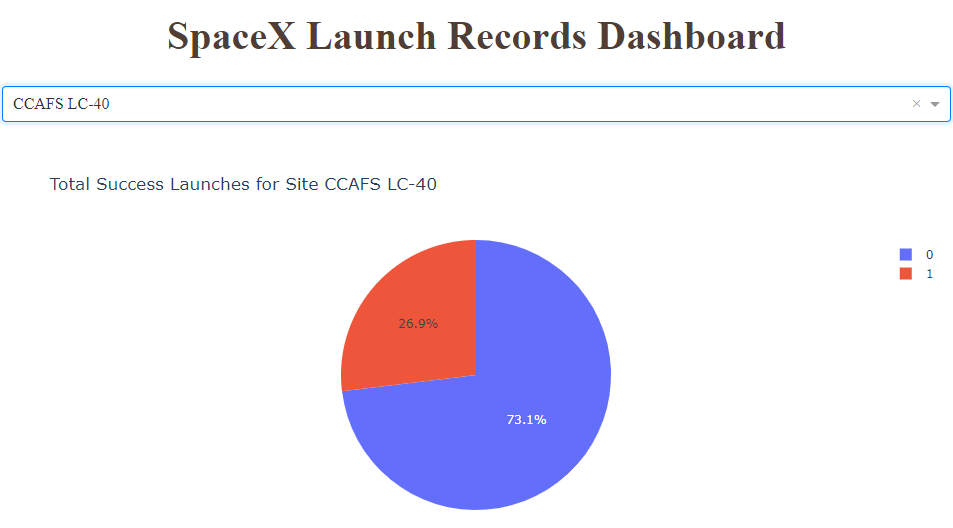 SpaceX Launch Records Dashboard
CCAFS LC-40
Total Success Launches for Site CCAFS LC-40
0
1
26.9%
73.1%